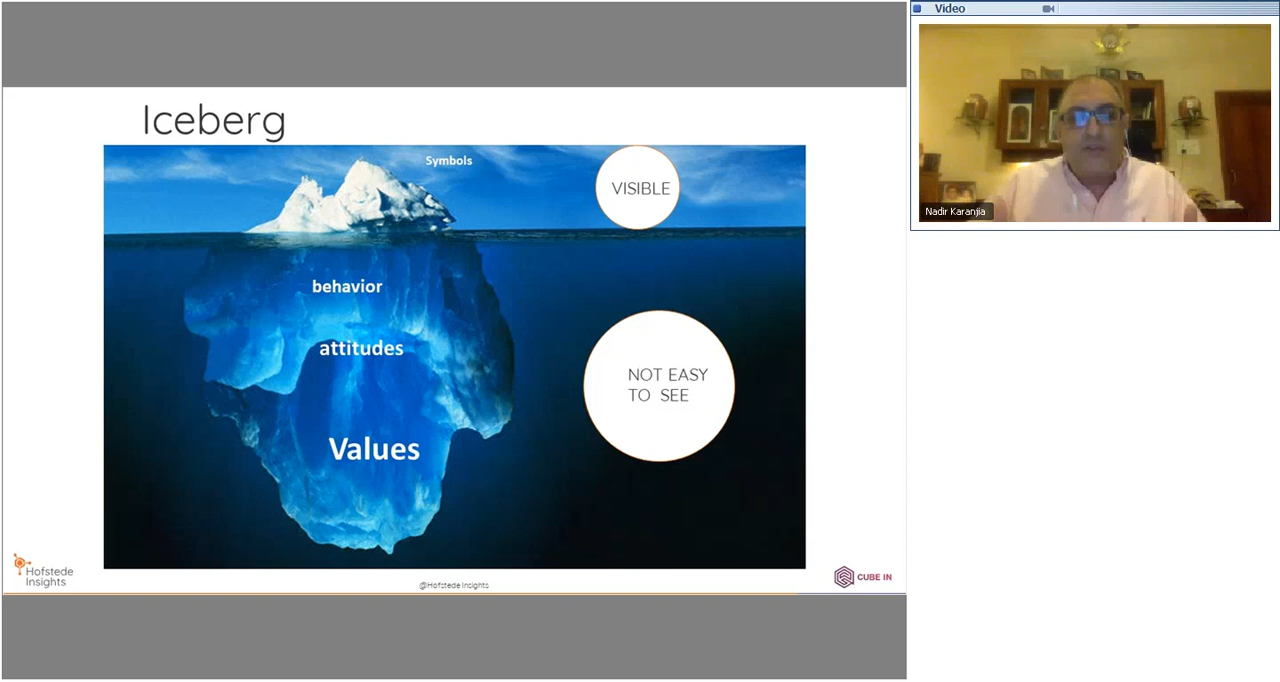 Iceberg
Symbols
VISIBLE
behavior
attitudes
NOT EASY
TO SEE
Values
Hofstede
Insights
@Hofstede Insights
CUBE IN
Video
Nadir Karanjia